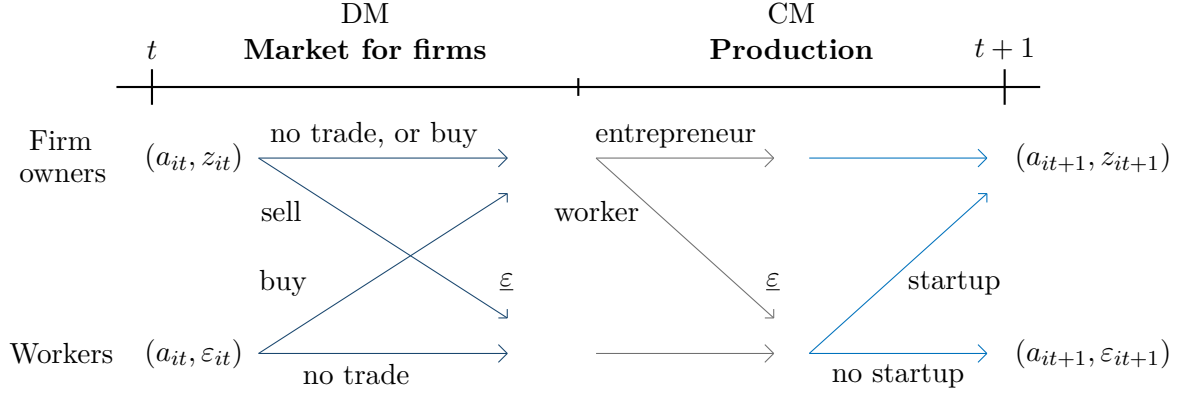 DM
CM
t
Market for firms
Production
t + 1
no trade, or buy
entrepreneur
Firm
owners
(a_{it}, z_{it})
(a_{it+1}, z_{it+1})
sell
worker
buy
ε
ε
startup
Workers
(a_{it}, ε_{it})
(a_{it+1}, ε_{it+1})
no trade
no startup